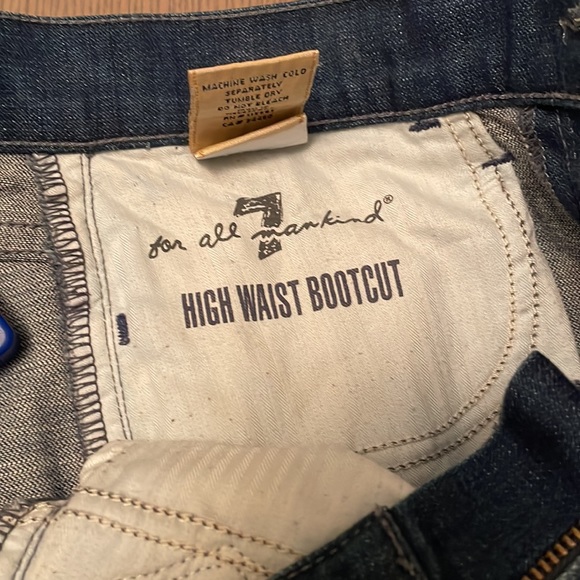 MACHINE WASH COLD
SEPARATELY
TUMBLE DRY
DO NOT BLEACH
7
for all mankind®
HIGH WAIST BOOTCUT